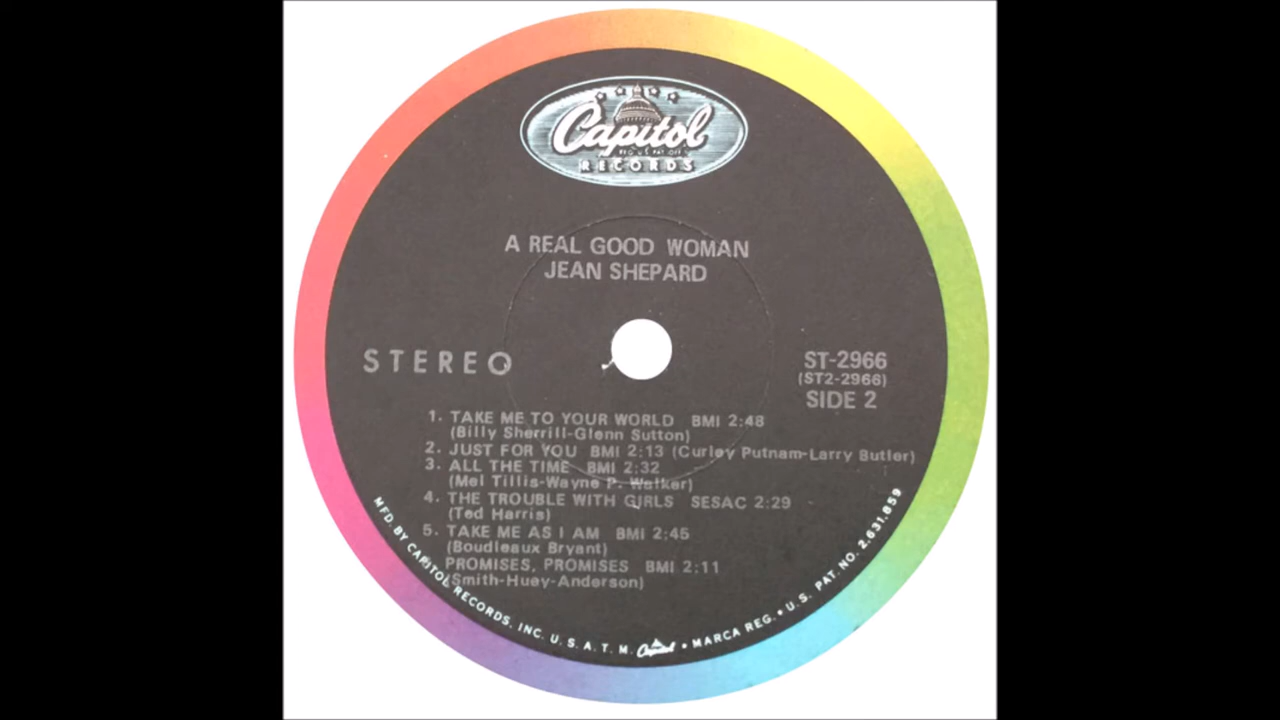 Capitol
REG. U.S. PAT. OFF.
RECORDS
A REAL GOOD WOMAN
JEAN SHEPARD
STEREO
ST-2966
(ST2-2966)
SIDE 2
1. TAKE ME TO YOUR WORLD BMI 2:48
(Billy Sherrill-Glenn Sutton)
2. JUST FOR YOU BMI 2:13 (Curley Putnam-Larry Butler)
3. ALL THE TIME BMI 2:32
(Mel Tillis-Wayne P. Walker)
4. THE TROUBLE WITH GIRLS SESAC 2:29
(Ted Harris)
5. TAKE ME AS I AM BMI 2:45
(Boudleaux Bryant)
PROMISES, PROMISES BMI 2:11
(Smith-Huey-Anderson)
MFD. BY CAPITOL RECORDS, INC. U.S.A. T.M. Capitol • MARCA REG. • U.S. PAT. NO. 2,631,859